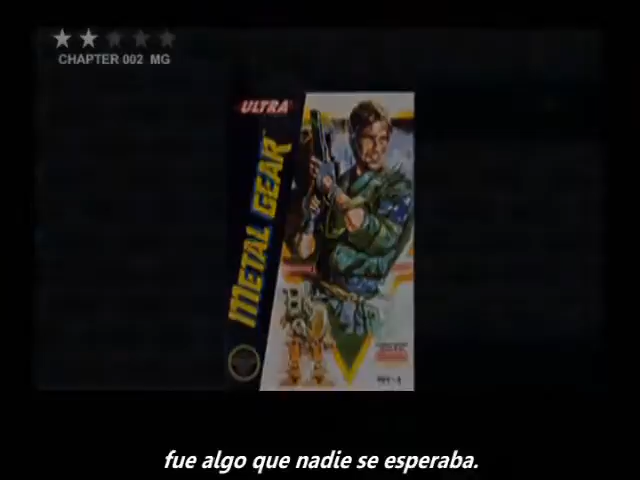 CHAPTER 002 MG
ULTRA
METAL GEAR
fue algo que nadie se esperaba.